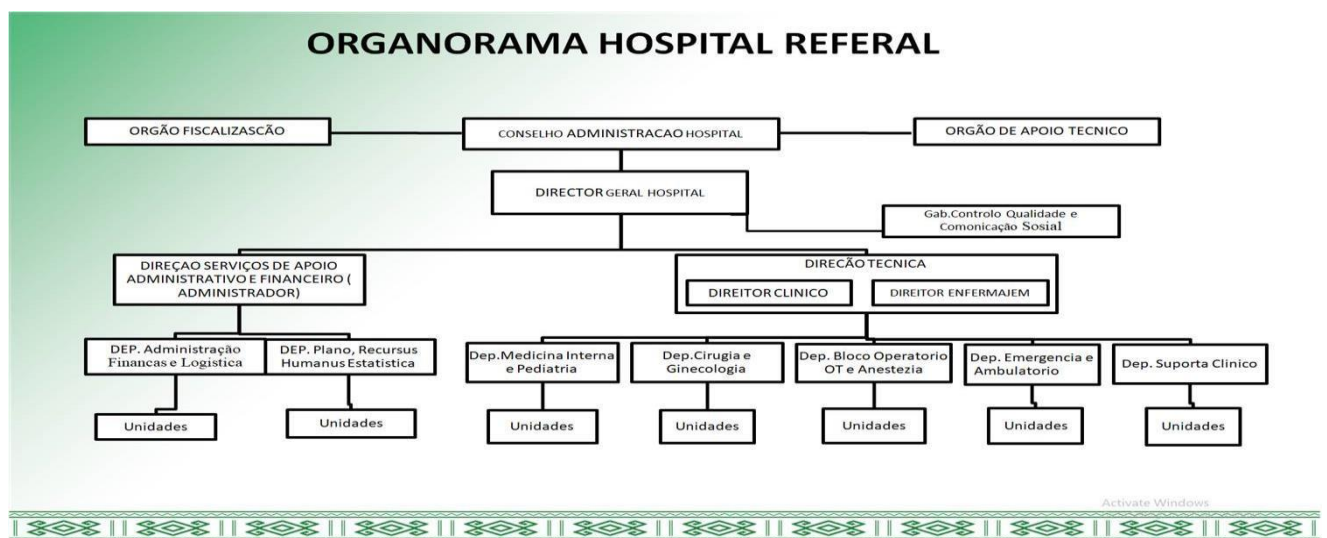 ORGANORAMA HOSPITAL REFERAL
ORGÃO FISCALIZASCÃO
CONSELHO ADMINISTRACAO HOSPITAL
ORGÃO DE APOIO TECNICO
DIRECTOR GERAL HOSPITAL
Gab.Controlo Qualidade e
Comonicação Sosial
DIREÇAO SERVIÇOS DE APOIO
ADMINISTRATIVO E FINANCEIRO (
ADMINISTRADOR)
DIRECÃO TECNICA
DIREITOR CLINICO
DIREITOR ENFERMAJEM
DEP. Administração
Financas e Logistica
DEP. Plano, Recursus
Humanus Estatistica
Dep.Medicina Interna
e Pediatria
Dep.Cirugia e
Ginecologia
Dep. Bloco Operatorio
OT e Anestezia
Dep. Emergencia e
Ambulatorio
Dep. Suporta Clinico
Unidades
Unidades
Unidades
Unidades
Unidades
Unidades
Unidades
Activate Windows